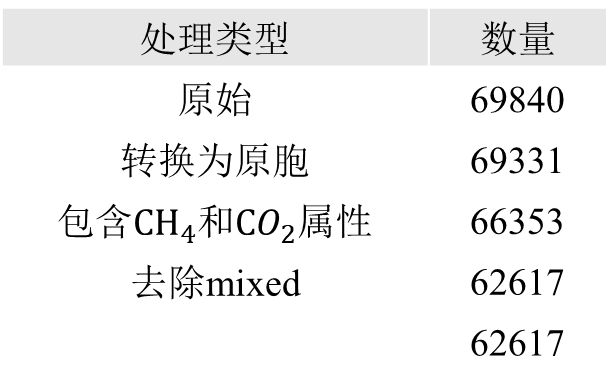 处理类型 数量
原始 69840
转换为原胞 69331
包含CH₄和CO₂属性 66353
去除mixed 62617
62617